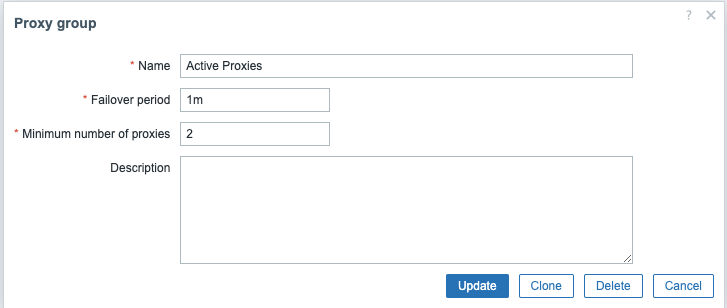 Proxy group
?
* Name Active Proxies
* Failover period 1m
* Minimum number of proxies 2
Description
Update Clone Delete Cancel